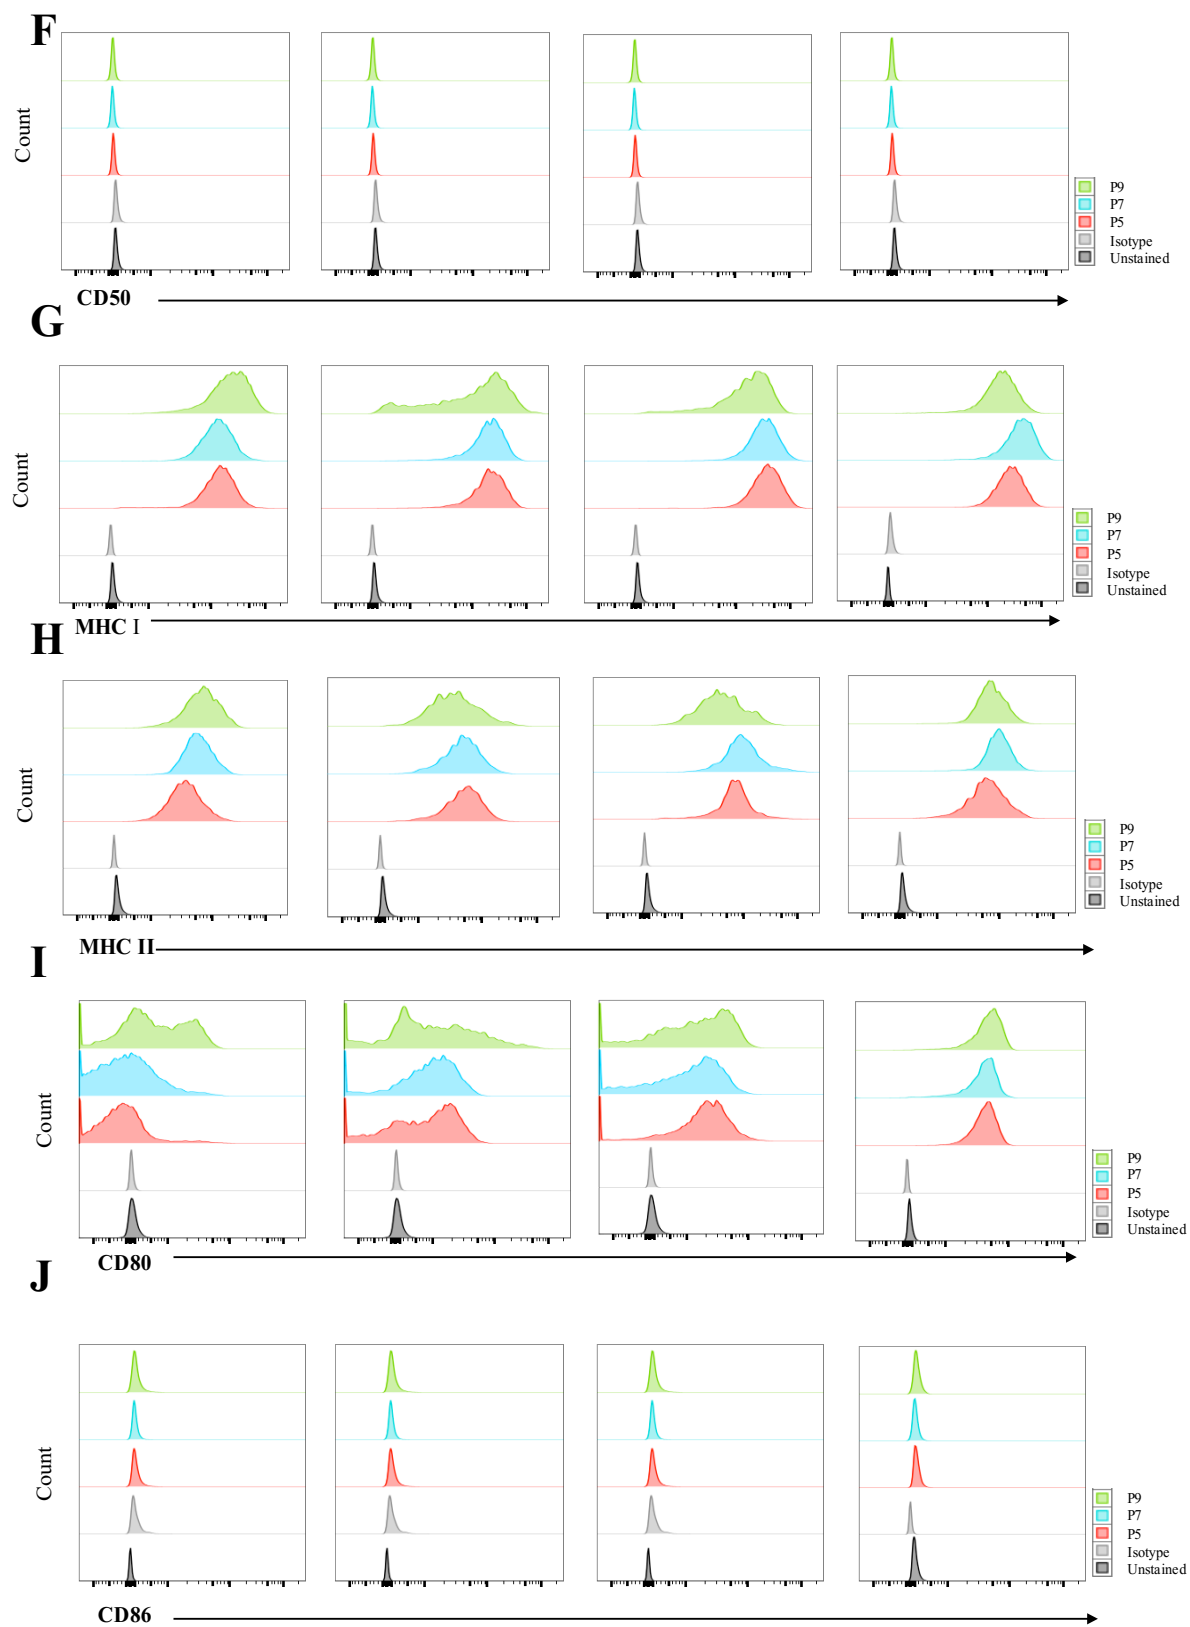 F
Count
P9
P7
P5
Isotype
Unstained
CD50
G
Count
P9
P7
P5
Isotype
Unstained
MHC I
H
Count
P9
P7
P5
Isotype
Unstained
MHC II
I
Count
P9
P7
P5
Isotype
Unstained
CD80
J
Count
P9
P7
P5
Isotype
Unstained
CD86